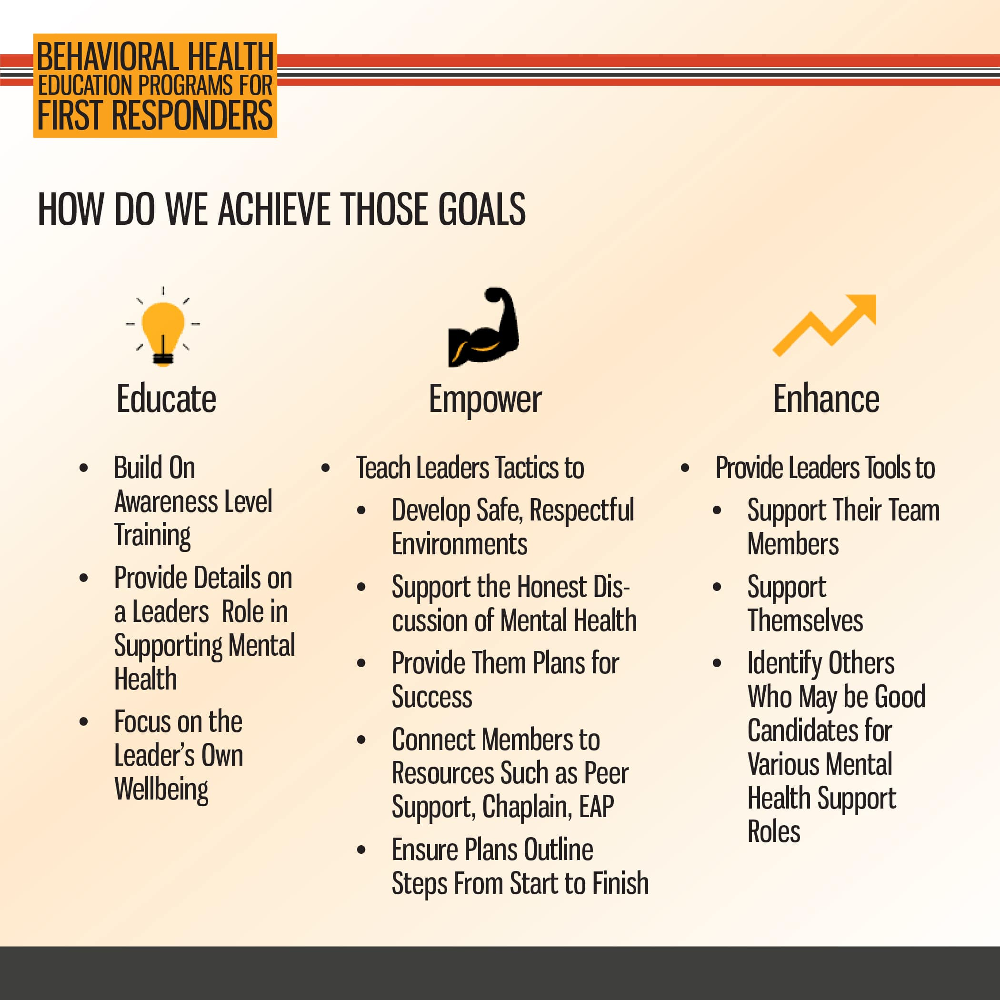 BEHAVIORAL HEALTH
EDUCATION PROGRAMS FOR
FIRST RESPONDERS
HOW DO WE ACHIEVE THOSE GOALS
Educate
• Build On
Awareness Level
Training
• Provide Details on
a Leaders  Role in
Supporting Mental
Health
• Focus on the
Leader’s Own
Wellbeing
Empower
• Teach Leaders Tactics to
• Develop Safe, Respectful
Environments
• Support the Honest Dis-
cussion of Mental Health
• Provide Them Plans for
Success
• Connect Members to
Resources Such as Peer
Support, Chaplain, EAP
• Ensure Plans Outline
Steps From Start to Finish
Enhance
• Provide Leaders Tools to
• Support Their Team
Members
• Support
Themselves
• Identify Others
Who May be Good
Candidates for
Various Mental
Health Support
Roles